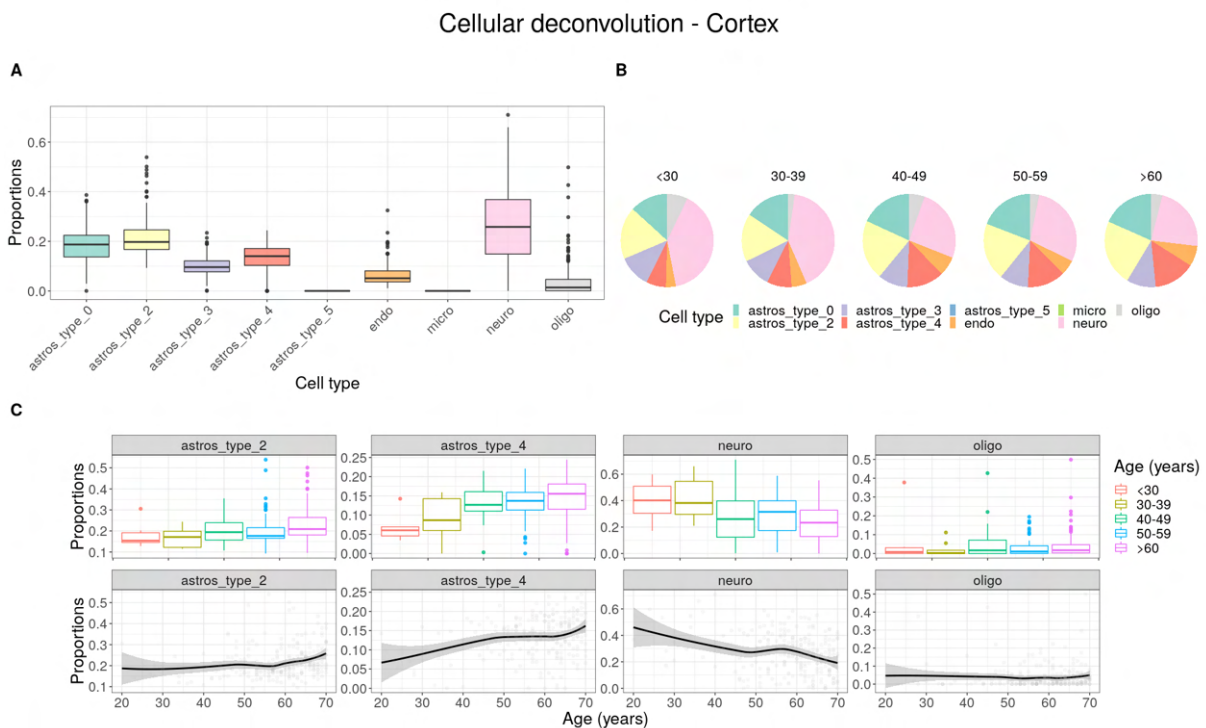 Cellular deconvolution - Cortex
A
B
Proportions
0.6
0.4
0.2
0.0
astros_type_0
astros_type_2
astros_type_3
astros_type_4
astros_type_5
endo
micro
neuro
oligo
Cell type
<30
30-39
40-49
50-59
>60
Cell type
astros_type_0
astros_type_3
astros_type_5
micro
oligo
astros_type_2
astros_type_4
endo
neuro
C
astros_type_2
astros_type_4
neuro
oligo
Proportions
0.5
0.4
0.3
0.2
0.1
0.25
0.20
0.15
0.10
0.05
0.00
0.6
0.4
0.2
0.0
0.5
0.4
0.3
0.2
0.1
0.0
Age (years)
<30
30-39
40-49
50-59
>60
astros_type_2
astros_type_4
neuro
oligo
Proportions
0.5
0.4
0.3
0.2
0.1
0.25
0.20
0.15
0.10
0.05
0.00
0.6
0.4
0.2
0.0
0.5
0.4
0.3
0.2
0.1
0.0
20 30 40 50 60 70
20 30 40 50 60 70
20 30 40 50 60 70
20 30 40 50 60 70
Age (years)